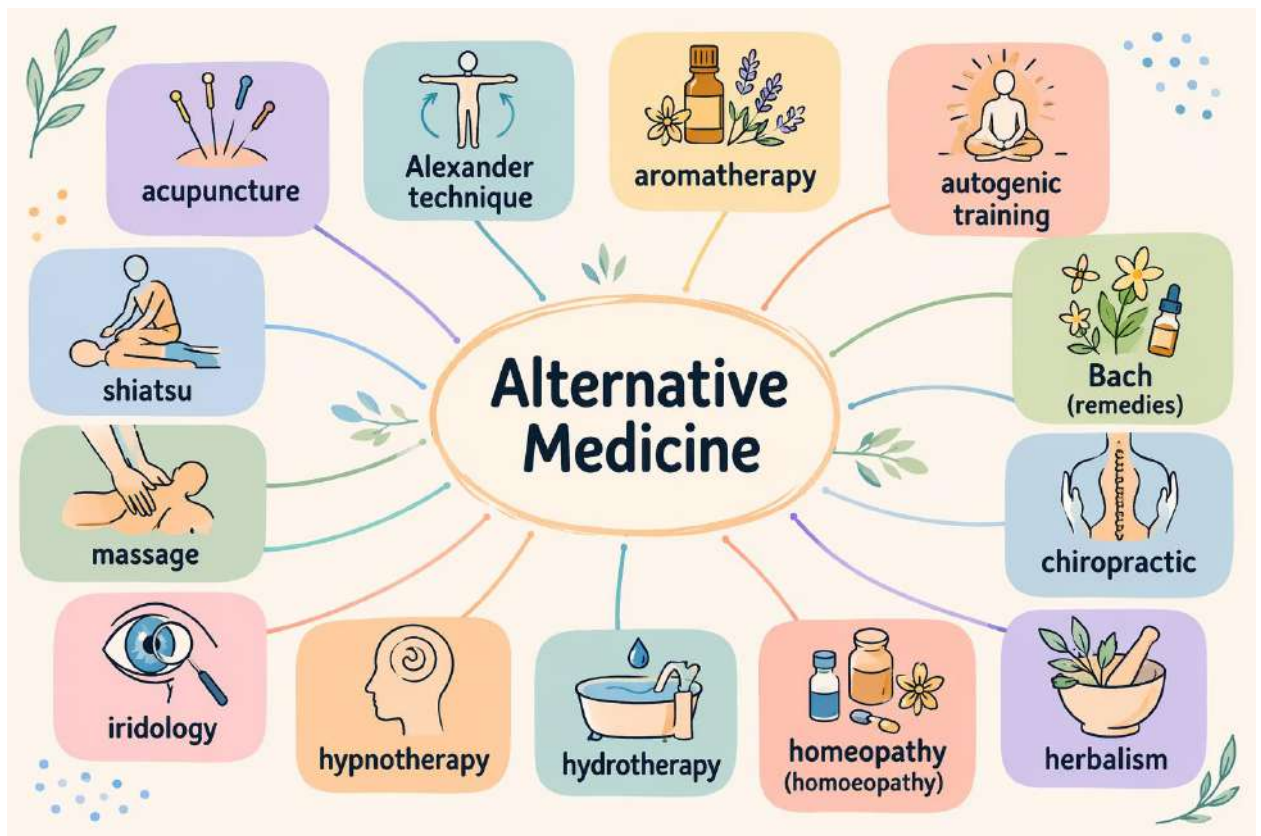 acupuncture
Alexander
technique
aromatherapy
autogenic
training
shiatsu
Alternative
Medicine
Bach
(remedies)
massage
chiropractic
iridology
hypnotherapy
hydrotherapy
homeopathy
(homoeopathy)
herbalism